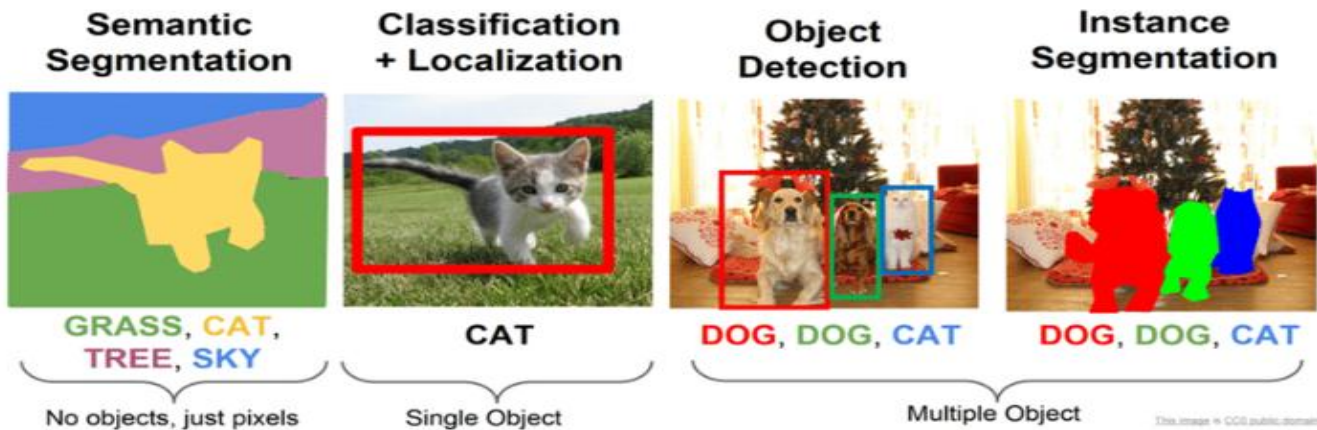 Semantic
Segmentation
Classification
+ Localization
Object
Detection
Instance
Segmentation
GRASS, CAT,
TREE, SKY
CAT
DOG, DOG, CAT
DOG, DOG, CAT
No objects, just pixels
Single Object
Multiple Object
This image is CC0 public domain